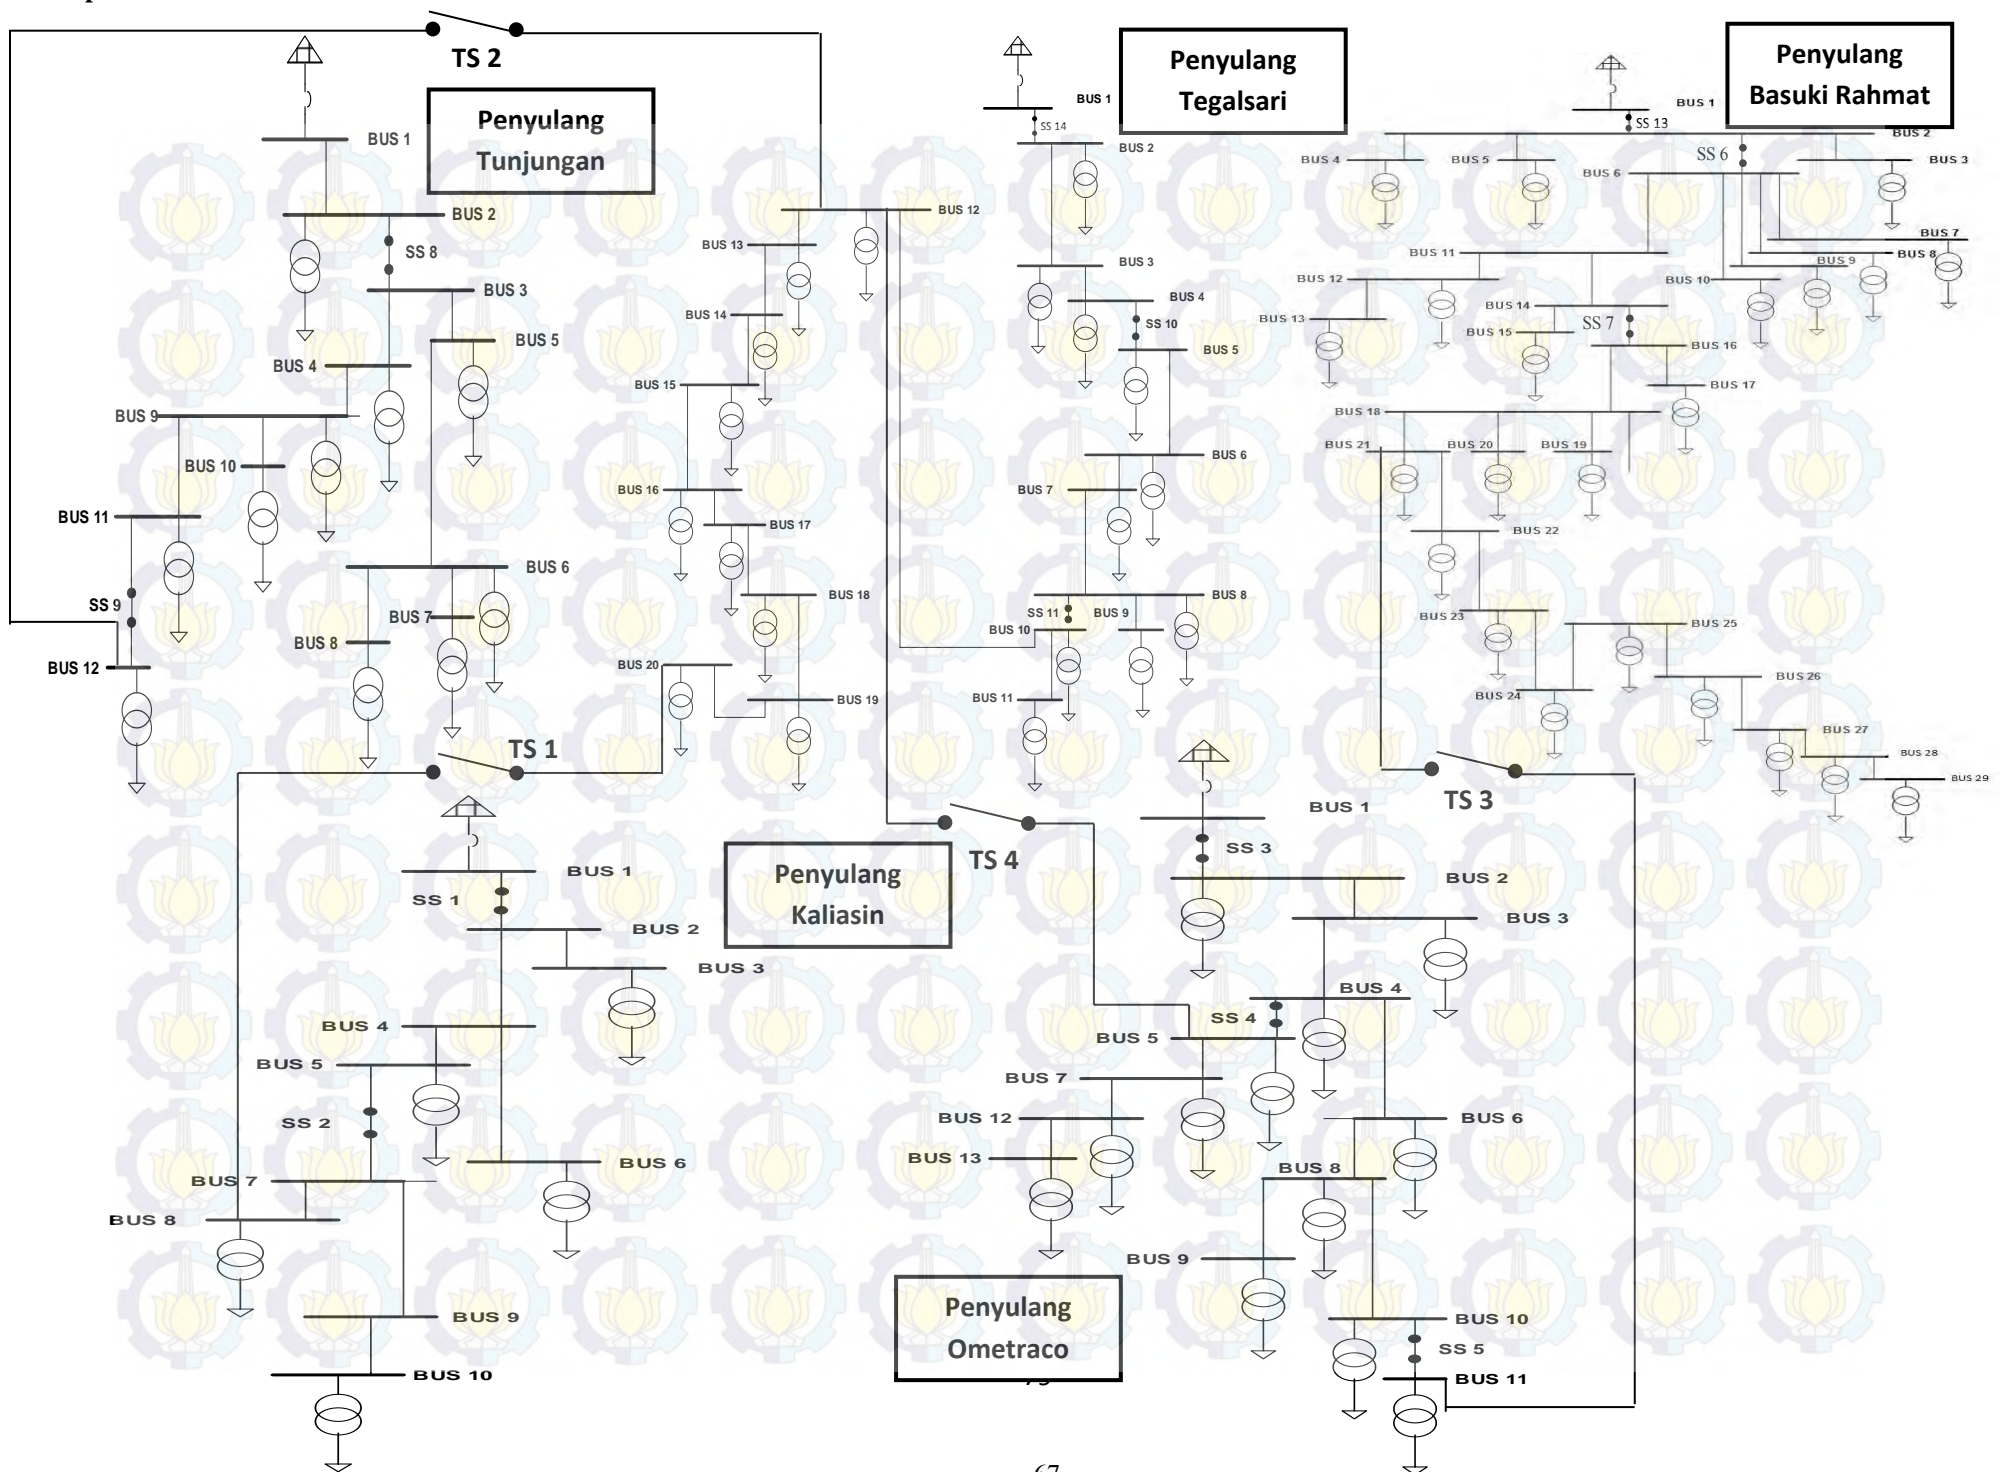 TS 2
Penyulang
Tunjungan
BUS 1
BUS 2
SS 8
BUS 3
BUS 5
BUS 4
BUS 9
BUS 10
BUS 11
BUS 6
SS 9
BUS 7
BUS 8
BUS 12
TS 1
BUS 12
BUS 13
BUS 14
BUS 15
BUS 16
BUS 17
BUS 18
BUS 20
BUS 19
Penyulang
Tegalsari
BUS 1
SS 14
BUS 2
BUS 3
BUS 4
SS 10
BUS 5
BUS 6
BUS 7
BUS 8
SS 11
BUS 9
BUS 10
BUS 11
Penyulang
Basuki Rahmat
BUS 1
SS 13
BUS 2
BUS 4
BUS 5
SS 6
BUS 3
BUS 6
BUS 7
BUS 11
BUS 8
BUS 9
BUS 12
BUS 10
BUS 14
BUS 13
SS 7
BUS 15
BUS 16
BUS 17
BUS 18
BUS 21
BUS 20
BUS 19
BUS 22
BUS 23
BUS 25
BUS 26
BUS 24
BUS 27
BUS 28
BUS 29
TS 3
TS 4
Penyulang
Kaliasin
BUS 1
SS 1
BUS 2
BUS 3
BUS 4
BUS 5
SS 2
BUS 6
BUS 7
BUS 8
BUS 9
BUS 10
BUS 1
SS 3
BUS 2
BUS 3
BUS 4
SS 4
BUS 5
BUS 7
BUS 12
BUS 6
BUS 13
BUS 8
BUS 9
Penyulang
Ometraco
BUS 10
SS 5
BUS 11
67